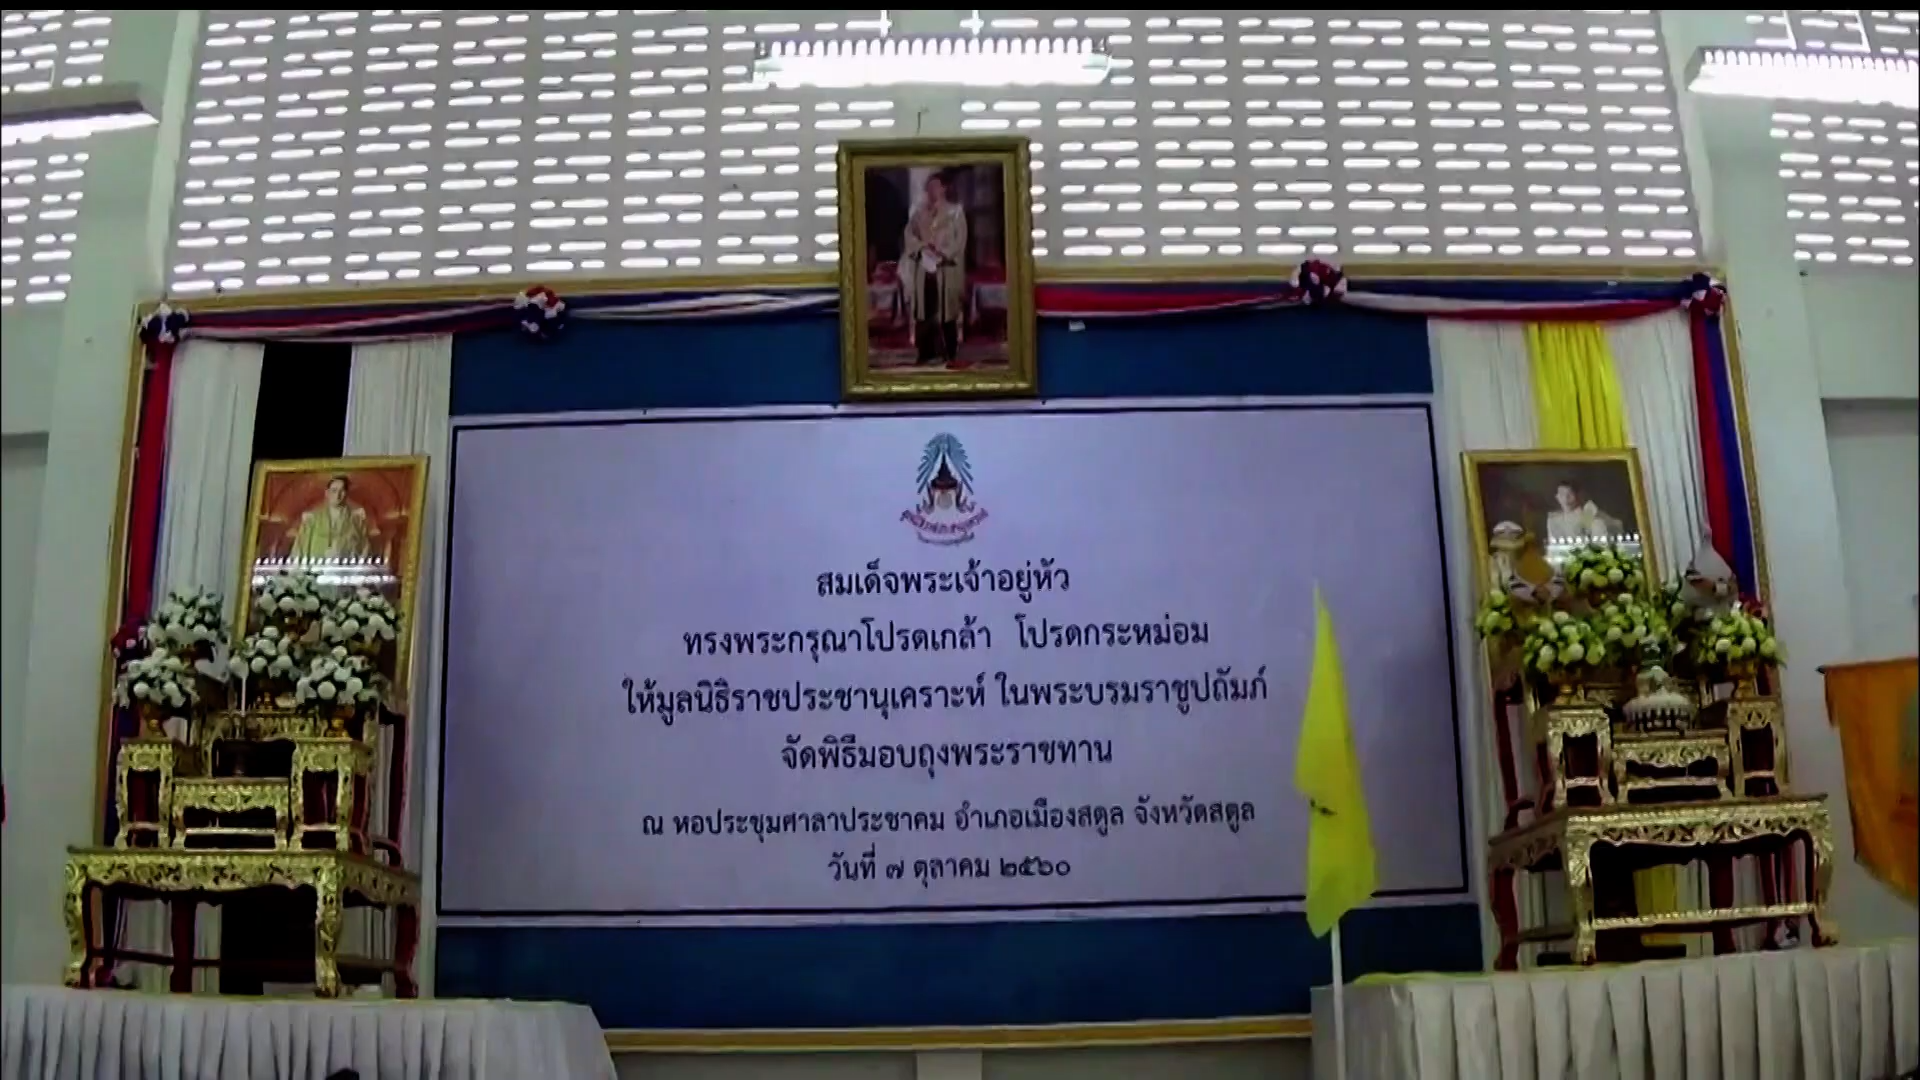 สมเด็จพระเจ้าอยู่หัว
ทรงพระกรุณาโปรดเกล้า โปรดกระหม่อม
ให้มูลนิธิราชประชานุเคราะห์ ในพระบรมราชูปถัมภ์
จัดพิธีมอบถุงพระราชทาน
ณ หอประชุมศาลาประชาคม อำเภอเมืองสตูล จังหวัดสตูล
วันที่ ๗ ตุลาคม ๒๕๖๐